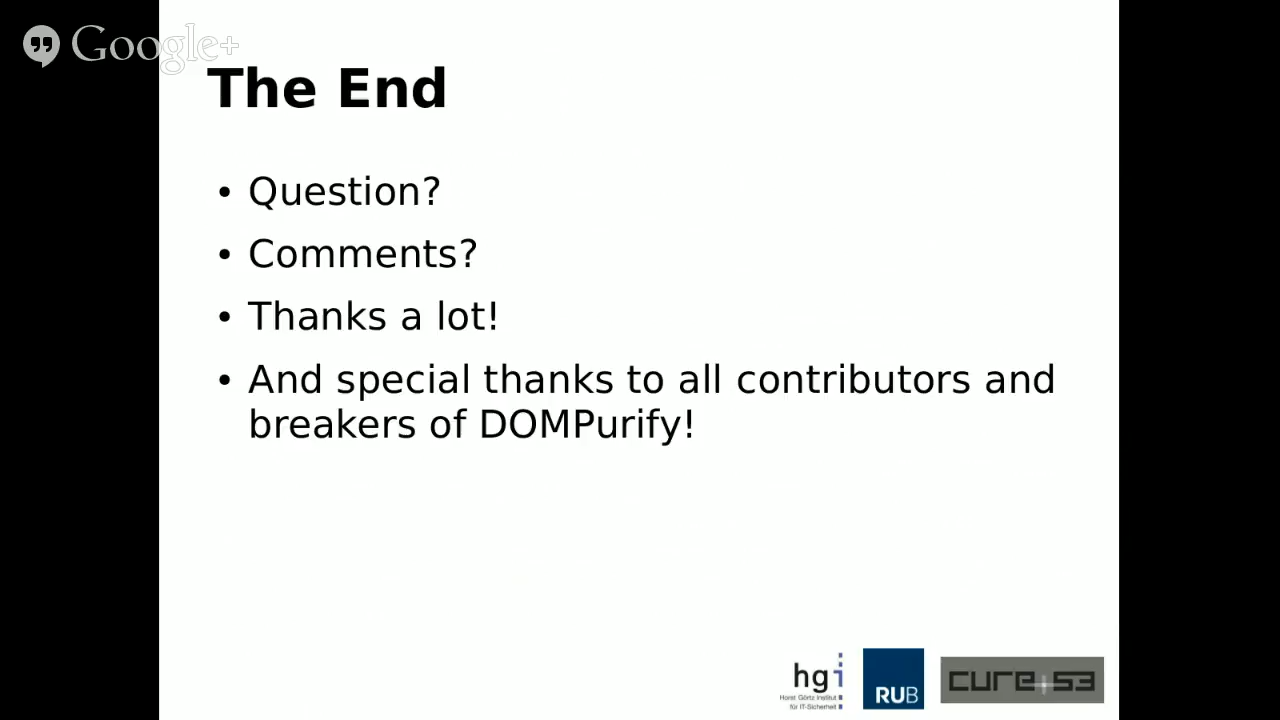 Google+
The End
• Question?
• Comments?
• Thanks a lot!
• And special thanks to all contributors and
breakers of DOMPurify!
hgi
Horst Görtz Institut
für IT-Sicherheit
RUB
cure+53